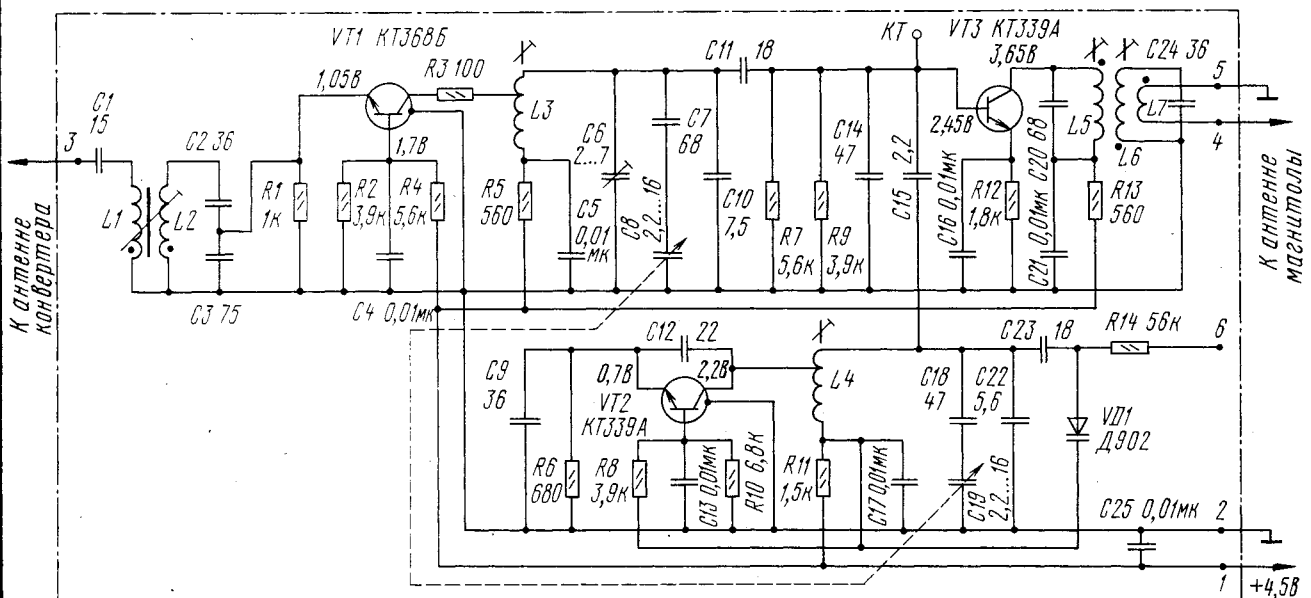 VT1 КТ368Б
1,05В
R3 100
1,7В
C1
15
3
C2 36
L1
L2
C3 75
R1
1к
R2
3,9к
R4
5,6к
C4 0,01мк
L3
R5
560
C5
0,01
мк
C6
2...7
C7
68
C8
2,2...16
C10
7,5
C11 18
R7
5,6к
R9
3,9к
C14
47
C15 2,2
КТ
VT3 КТ339А
3,65В
2,45В
C16 0,01мк
R12
1,8к
C20 68
C21 0,01мк
L5
L6
L7
R13
560
C24 36
5
4
К антенне
конвертера
К антенне
магнитолы
C9
36
C12 22
0,7В
2,2В
VT2
КТ339А
R6
680
R8
3,9к
C13 0,01мк
R10 6,8к
L4
R11
1,5к
C17 0,01мк
C18
47
C19
2,2...16
C22
5,6
C23 18
R14 56к
6
VД1
Д902
C25 0,01мк
2
1
+4,5В